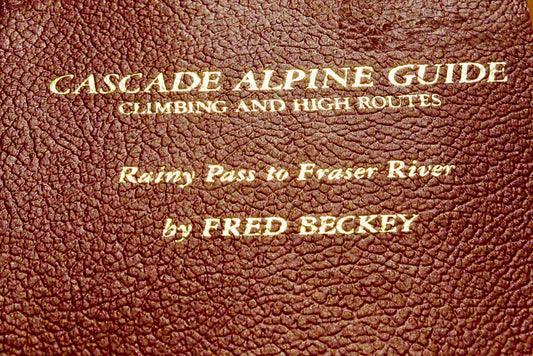 CASCADE ALPINE GUIDE
CLIMBING AND HIGH ROUTES
Rainy Pass to Fraser River
by FRED BECKEY